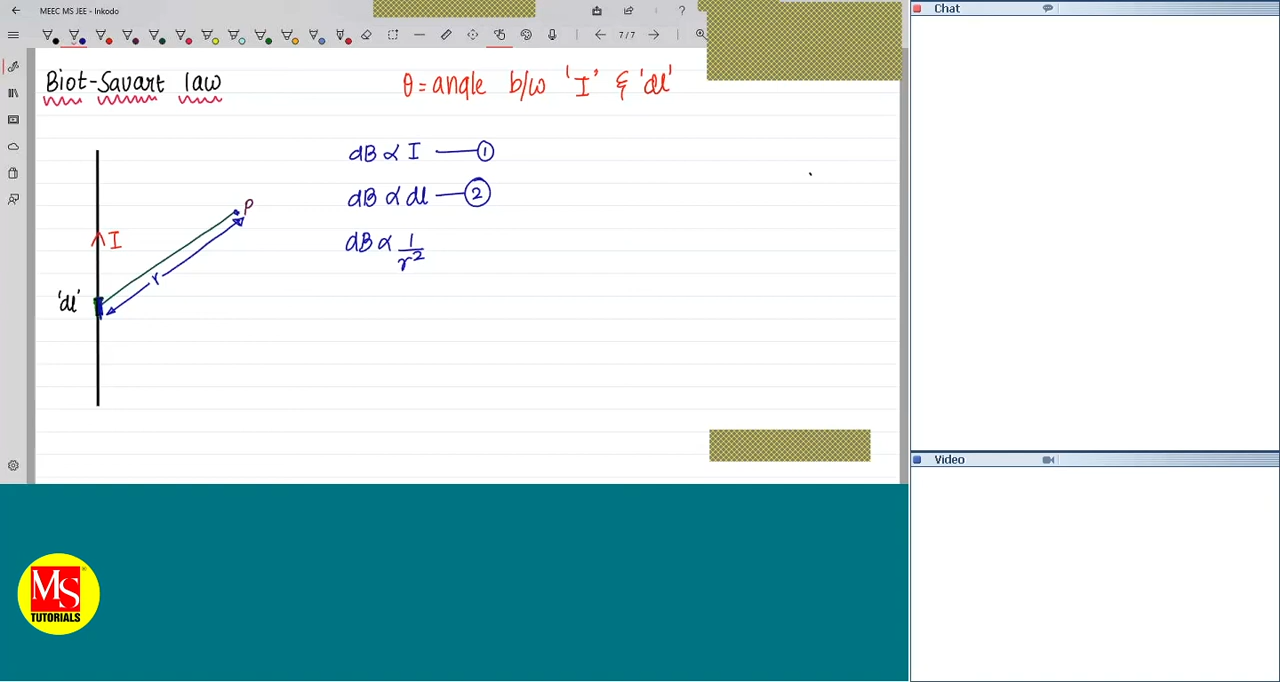 MEEC MS JEE - Inkodo
7/7
Chat
Biot-Savart law
θ = angle b/w 'I' & 'dl'
dB ∝ I ——①
dB ∝ dl ——②
P
dB ∝ 1/r²
I
r
'dl'
Video
MS
TUTORIALS